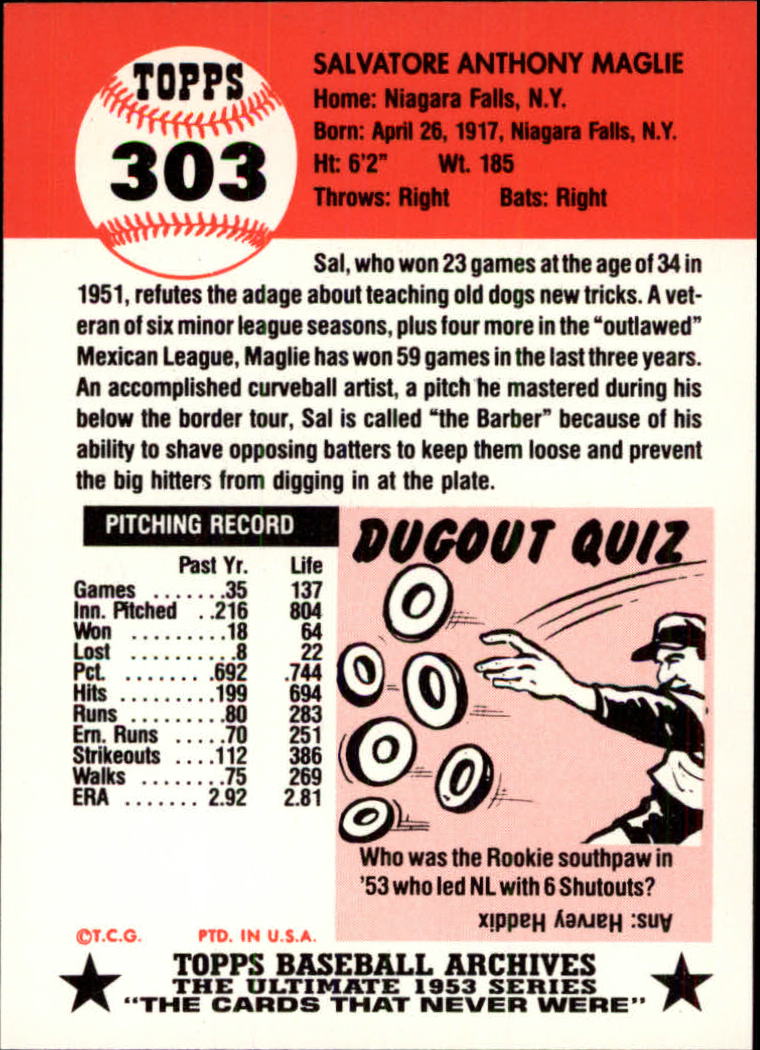 TOPPS
303
SALVATORE ANTHONY MAGLIE
Home: Niagara Falls, N.Y.
Born: April 26, 1917, Niagara Falls, N.Y.
Ht: 6'2" Wt. 185
Throws: Right Bats: Right
Sal, who won 23 games at the age of 34 in
1951, refutes the adage about teaching old dogs new tricks. A vet-
eran of six minor league seasons, plus four more in the "outlawed"
Mexican League, Maglie has won 59 games in the last three years.
An accomplished curveball artist, a pitch he mastered during his
below the border tour, Sal is called "the Barber" because of his
ability to shave opposing batters to keep them loose and prevent
the big hitters from digging in at the plate.
PITCHING RECORD
Past Yr. Life
Games .......35 137
Inn. Pitched ..216 804
Won .........18 64
Lost ..........8 22
Pct. ........692 .744
Hits .........199 694
Runs .........80 283
Ern. Runs .....70 251
Strikeouts ....112 386
Walks ........75 269
ERA ....... 2.92 2.81
DUGOUT QUIZ
0
0
0
0
0
0
Who was the Rookie southpaw in
'53 who led NL with 6 Shutouts?
Ans: Harvey Haddix
©T.C.G. PTD. IN U.S.A.
TOPPS BASEBALL ARCHIVES
THE ULTIMATE 1953 SERIES
"THE CARDS THAT NEVER WERE"